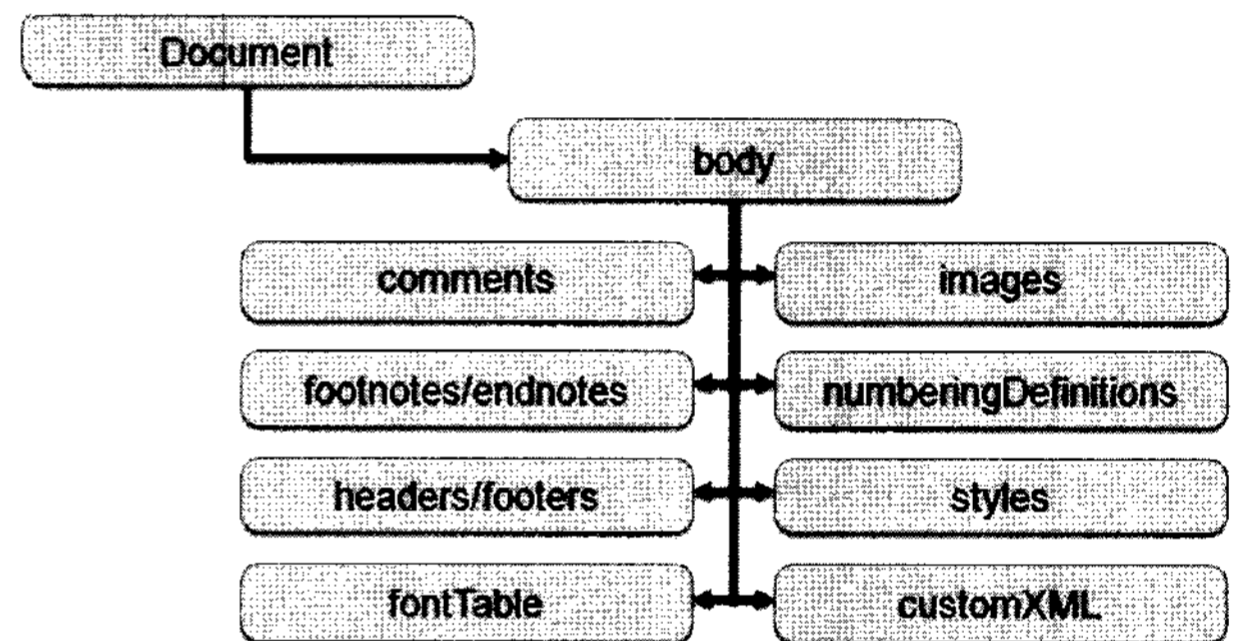 Document
body
comments
images
footnotes/endnotes
numberingDefinitions
headers/footers
styles
fontTable
customXML